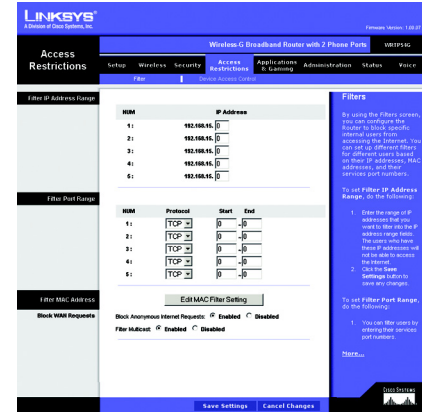 LINKSYS®
A Division of Cisco Systems, Inc.
Firmware Version: 1.00.37
Wireless-G Broadband Router with 2 Phone Ports WRTP54G
Access Restrictions
Setup Wireless Security Access Restrictions Applications & Gaming Administration Status Voice
Filter Device Access Control
Filter IP Address Range
NUM IP Address
1: 192.168.15. 0
2: 192.168.15. 0
3: 192.168.15. 0
4: 192.168.15. 0
5: 192.168.15. 0
Filter Port Range
NUM Protocol Start End
1: TCP 0 - 0
2: TCP 0 - 0
3: TCP 0 - 0
4: TCP 0 - 0
5: TCP 0 - 0
Filter MAC Address
Edit MAC Filter Setting
Block WAN Requests
Block Anonymous Internet Requests: Enabled Disabled
Filter Multicast: Enabled Disabled
Save Settings Cancel Changes
Filters
By using the Filters screen,
you can configure the
Router to block specific
internal users from
accessing the Internet. You
can set up different filters
for different users based
on their IP addresses, MAC
addresses, and their
services port numbers.
To set Filter IP Address
Range, do the following:
1. Enter the range of IP
addresses that you
want to filter into the IP
address range fields.
The users who have
these IP addresses will
not be able to access
the Internet.
2. Click the Save
Settings button to
save any changes.
To set Filter Port Range,
do the following:
1. You can filter users by
entering their services
port numbers.
More...
CISCO SYSTEMS